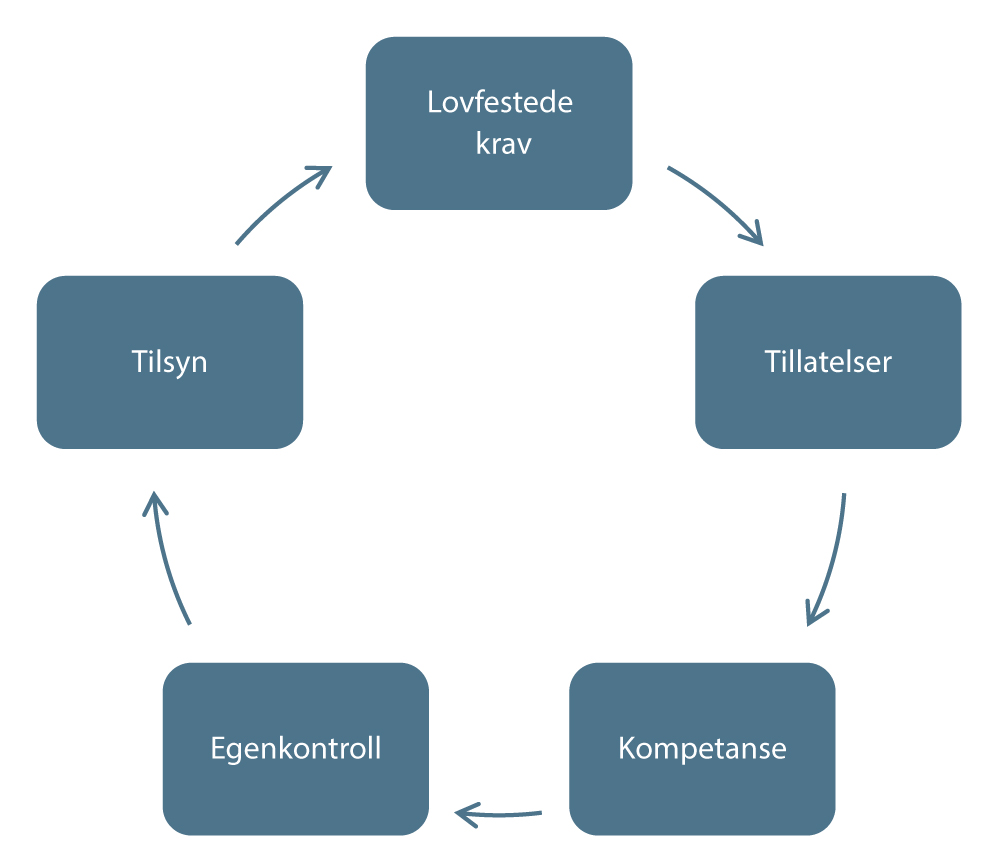 Lovfestede
krav
Tillatelser
Kompetanse
Egenkontroll
Tilsyn